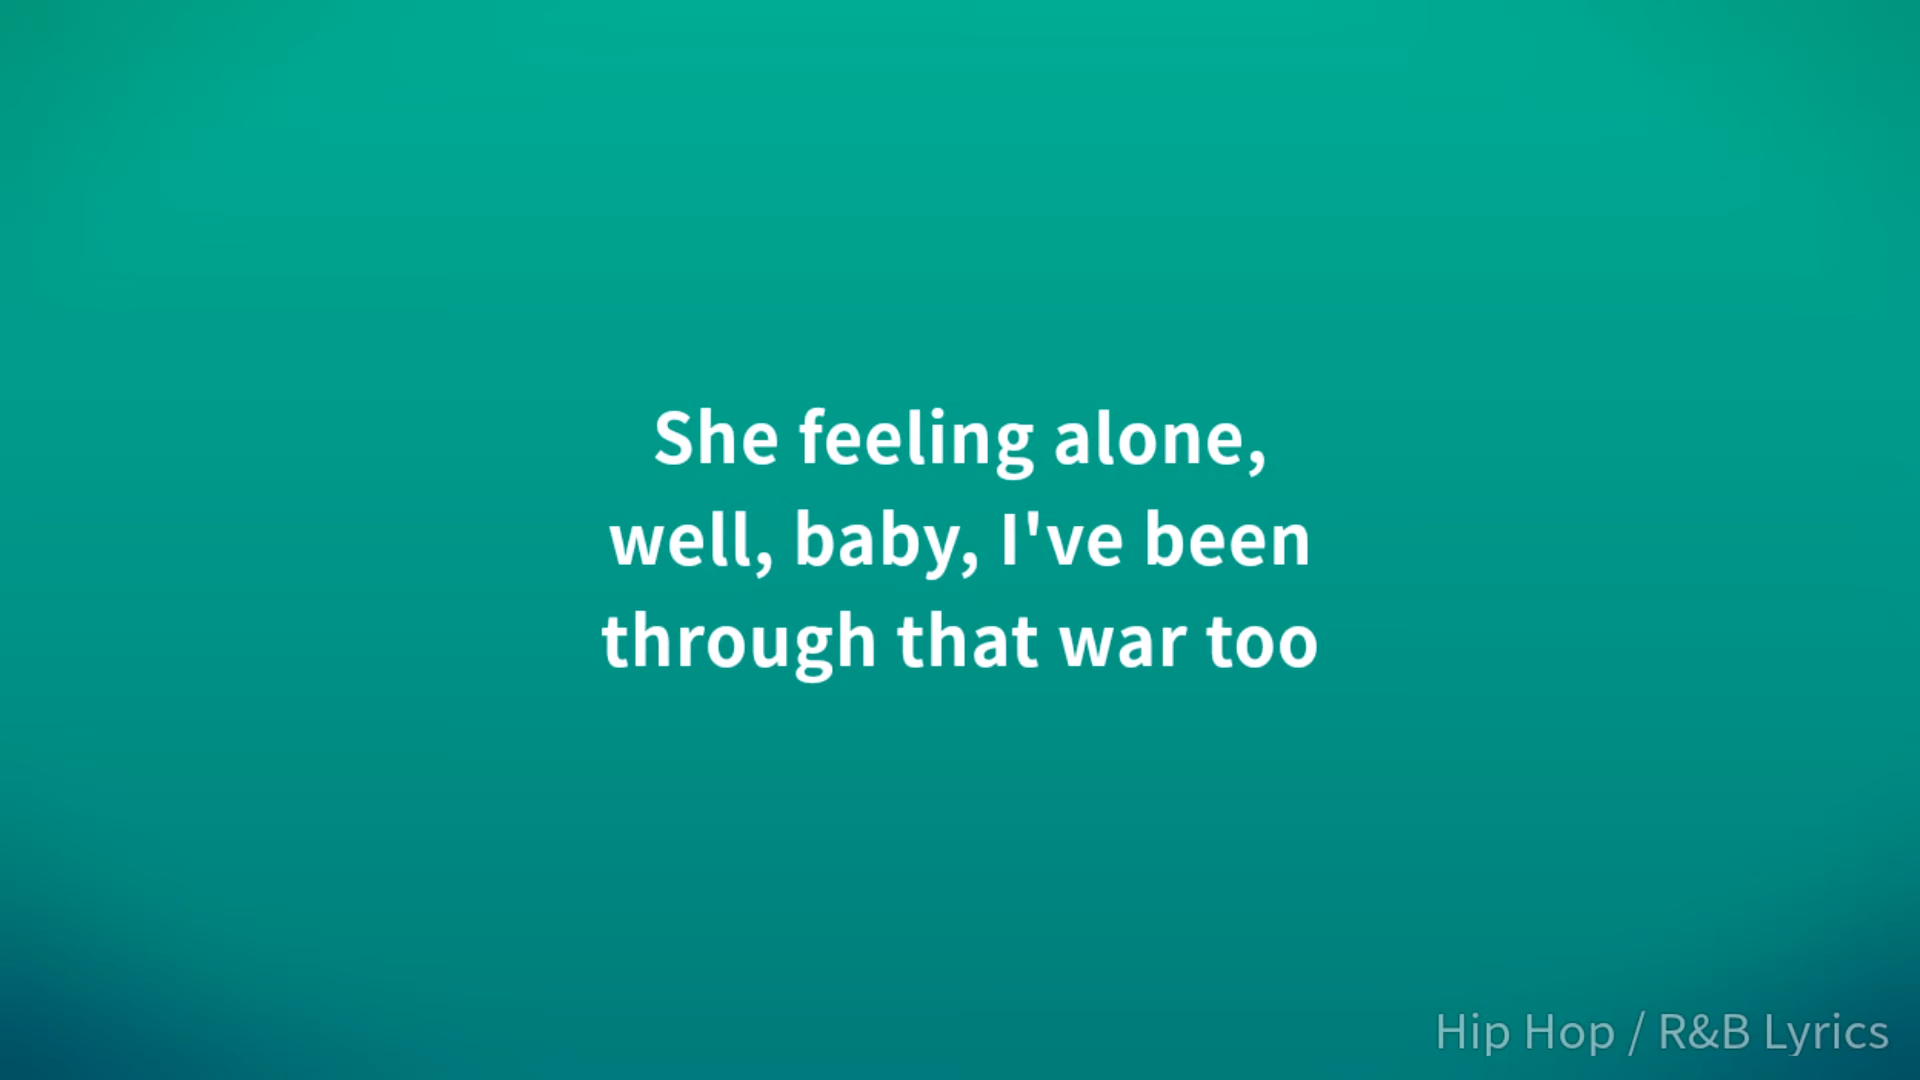 She feeling alone,
well, baby, I've been
through that war too
Hip Hop / R&B Lyrics